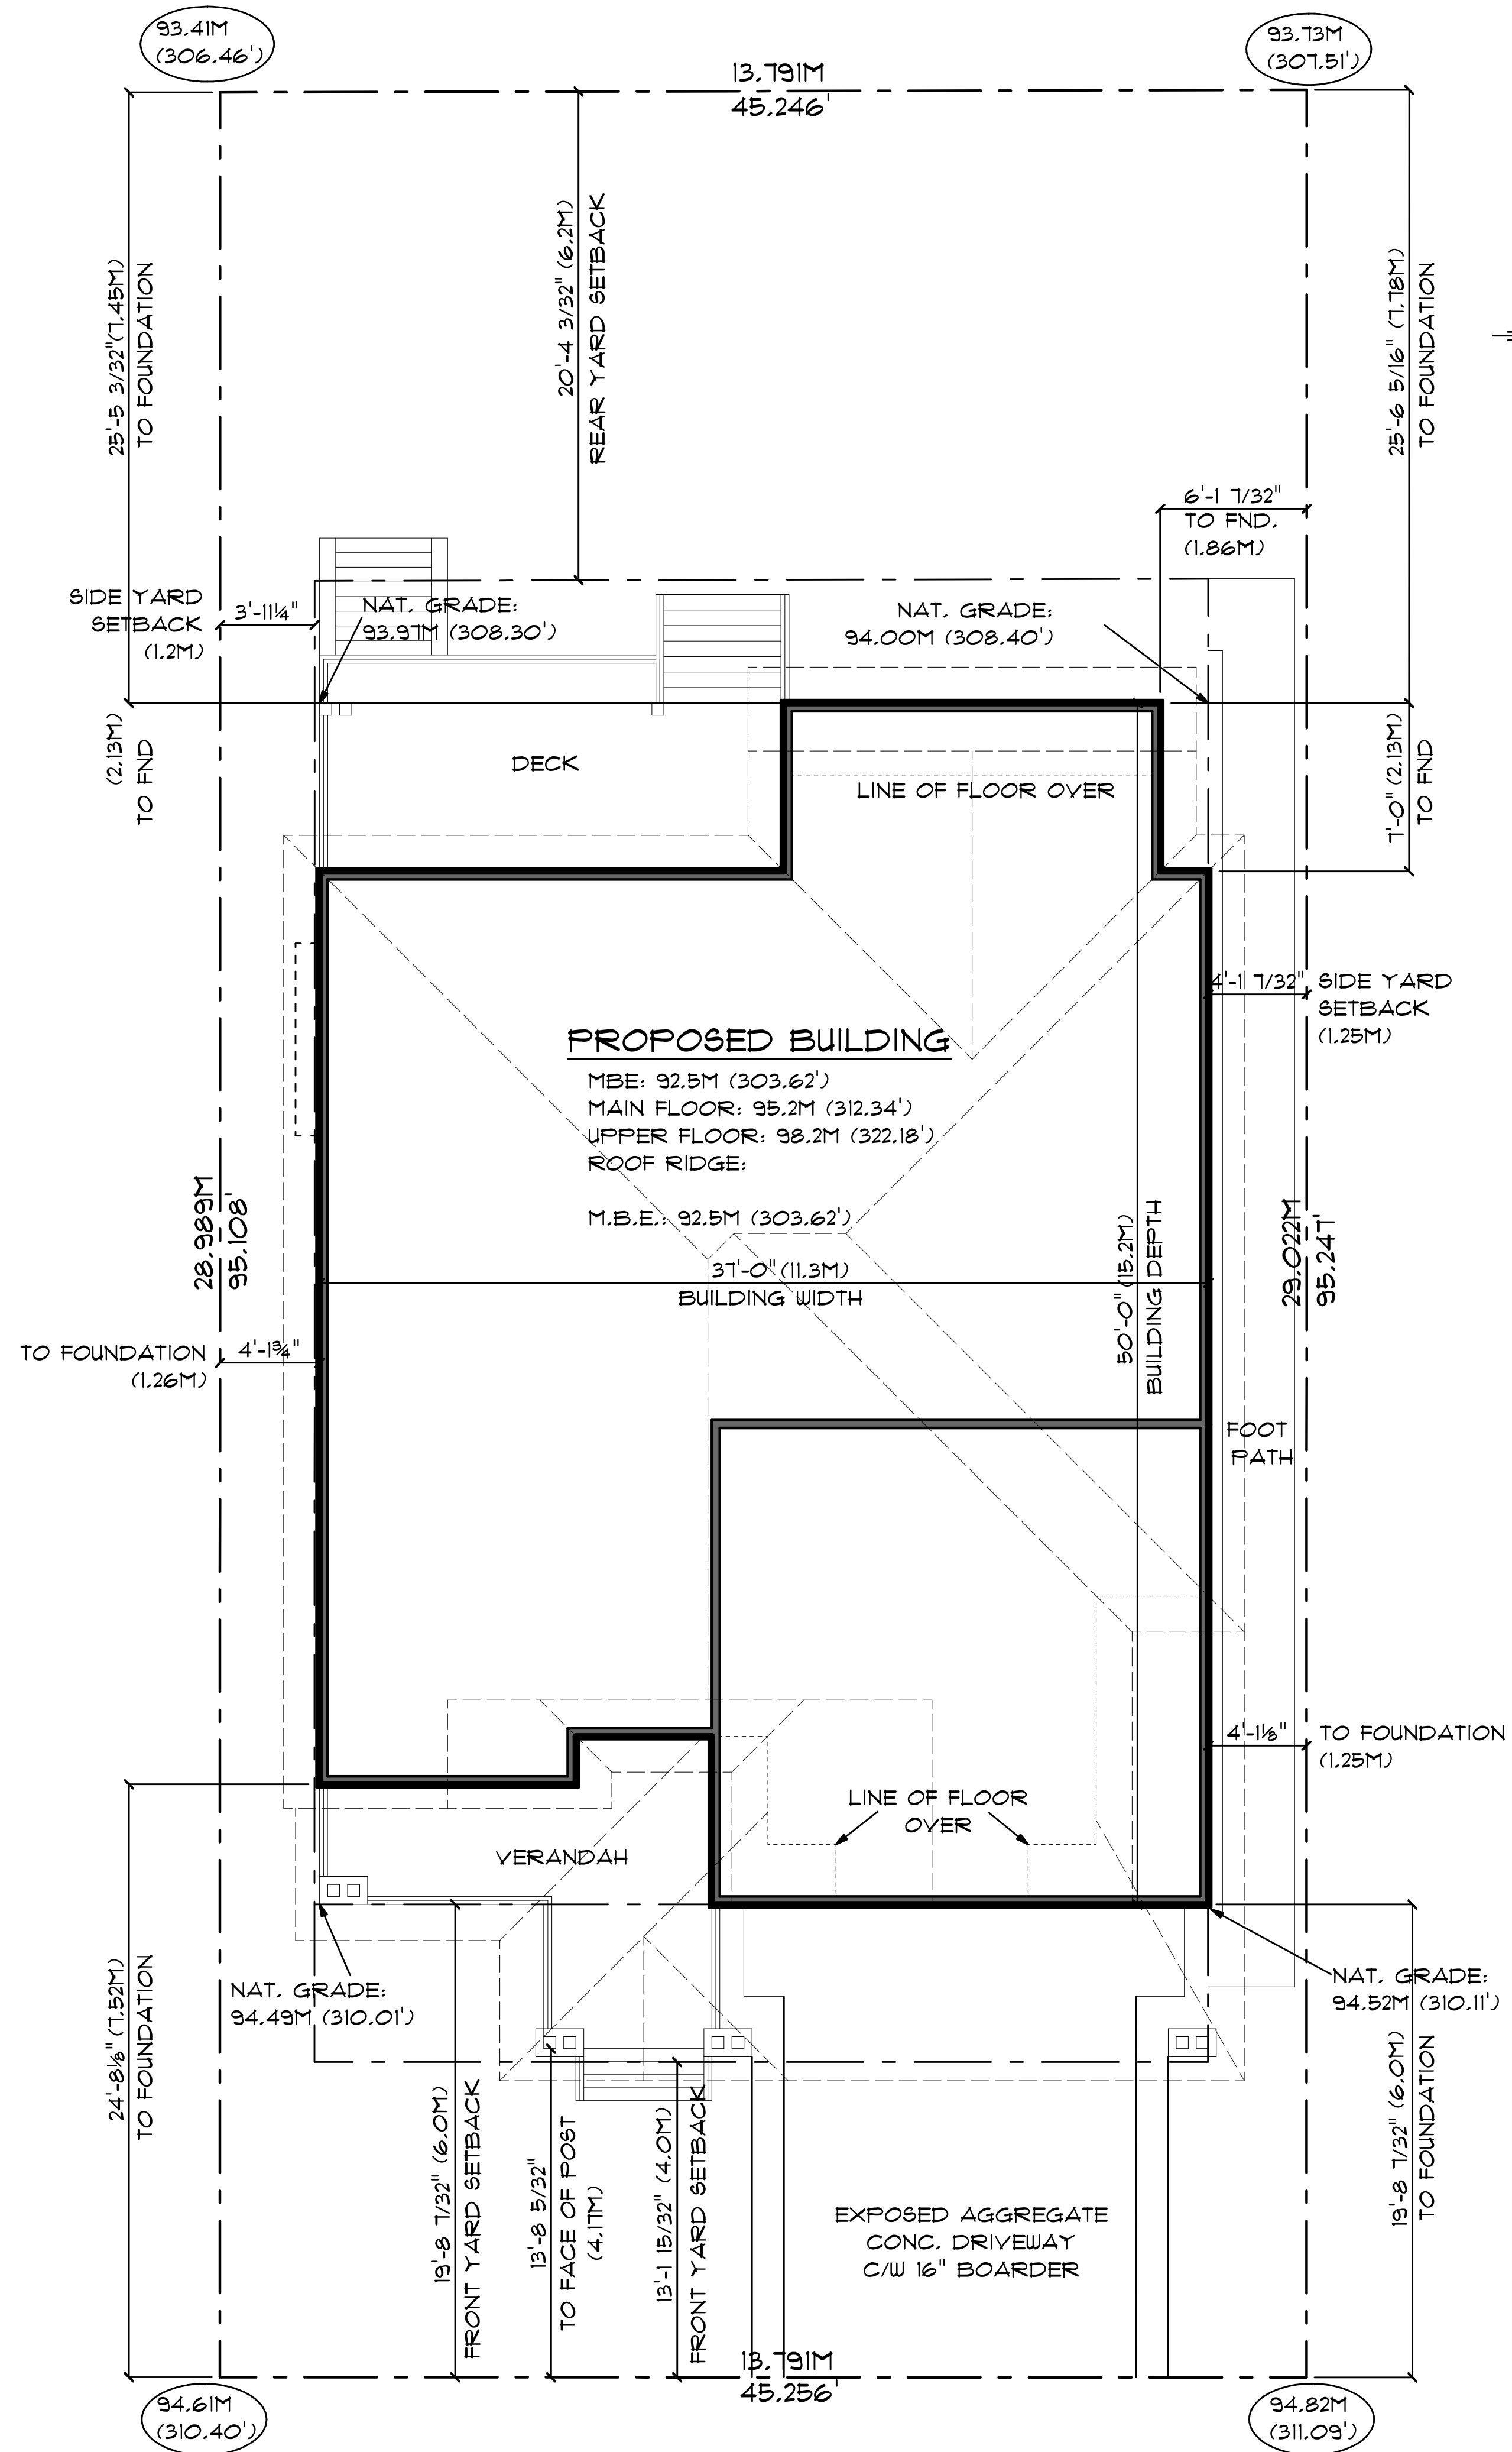 93.41M
(306.46')
93.73M
(307.51')
13.791M
45.246'
25'-5 3/32"(7.45M)
TO FOUNDATION
20'-4 3/32" (6.2M)
REAR YARD SETBACK
25'-6 5/16" (7.78M)
TO FOUNDATION
6'-1 7/32"
TO FND.
(1.86M)
SIDE YARD
SETBACK
(1.2M)
3'-11¼"
NAT. GRADE:
93.97M (308.30')
NAT. GRADE:
94.00M (308.40')
(2.13M)
TO FND
DECK
LINE OF FLOOR OVER
7'-0" (2.13M)
TO FND
4'-1 7/32"
SIDE YARD
SETBACK
(1.25M)
PROPOSED BUILDING
MBE: 92.5M (303.62')
MAIN FLOOR: 95.2M (312.34')
UPPER FLOOR: 98.2M (322.18')
ROOF RIDGE:
M.B.E.: 92.5M (303.62')
28.989M
95.108'
37'-0" (11.3M)
BUILDING WIDTH
50'-0" (15.2M)
BUILDING DEPTH
29.022M
95.247'
TO FOUNDATION
(1.26M)
4'-1¾"
FOOT
PATH
4'-1⅛"
TO FOUNDATION
(1.25M)
LINE OF FLOOR
OVER
VERANDAH
NAT. GRADE:
94.49M (310.01')
NAT. GRADE:
94.52M (310.11')
24'-8⅛" (7.52M)
TO FOUNDATION
19'-8 7/32" (6.0M)
FRONT YARD SETBACK
13'-8 5/32"
TO FACE OF POST
(4.17M)
13'-1 15/32" (4.0M)
FRONT YARD SETBACK
19'-8 7/32" (6.0M)
TO FOUNDATION
EXPOSED AGGREGATE
CONC. DRIVEWAY
C/W 16" BOARDER
13.791M
45.256'
94.61M
(310.40')
94.82M
(311.09')